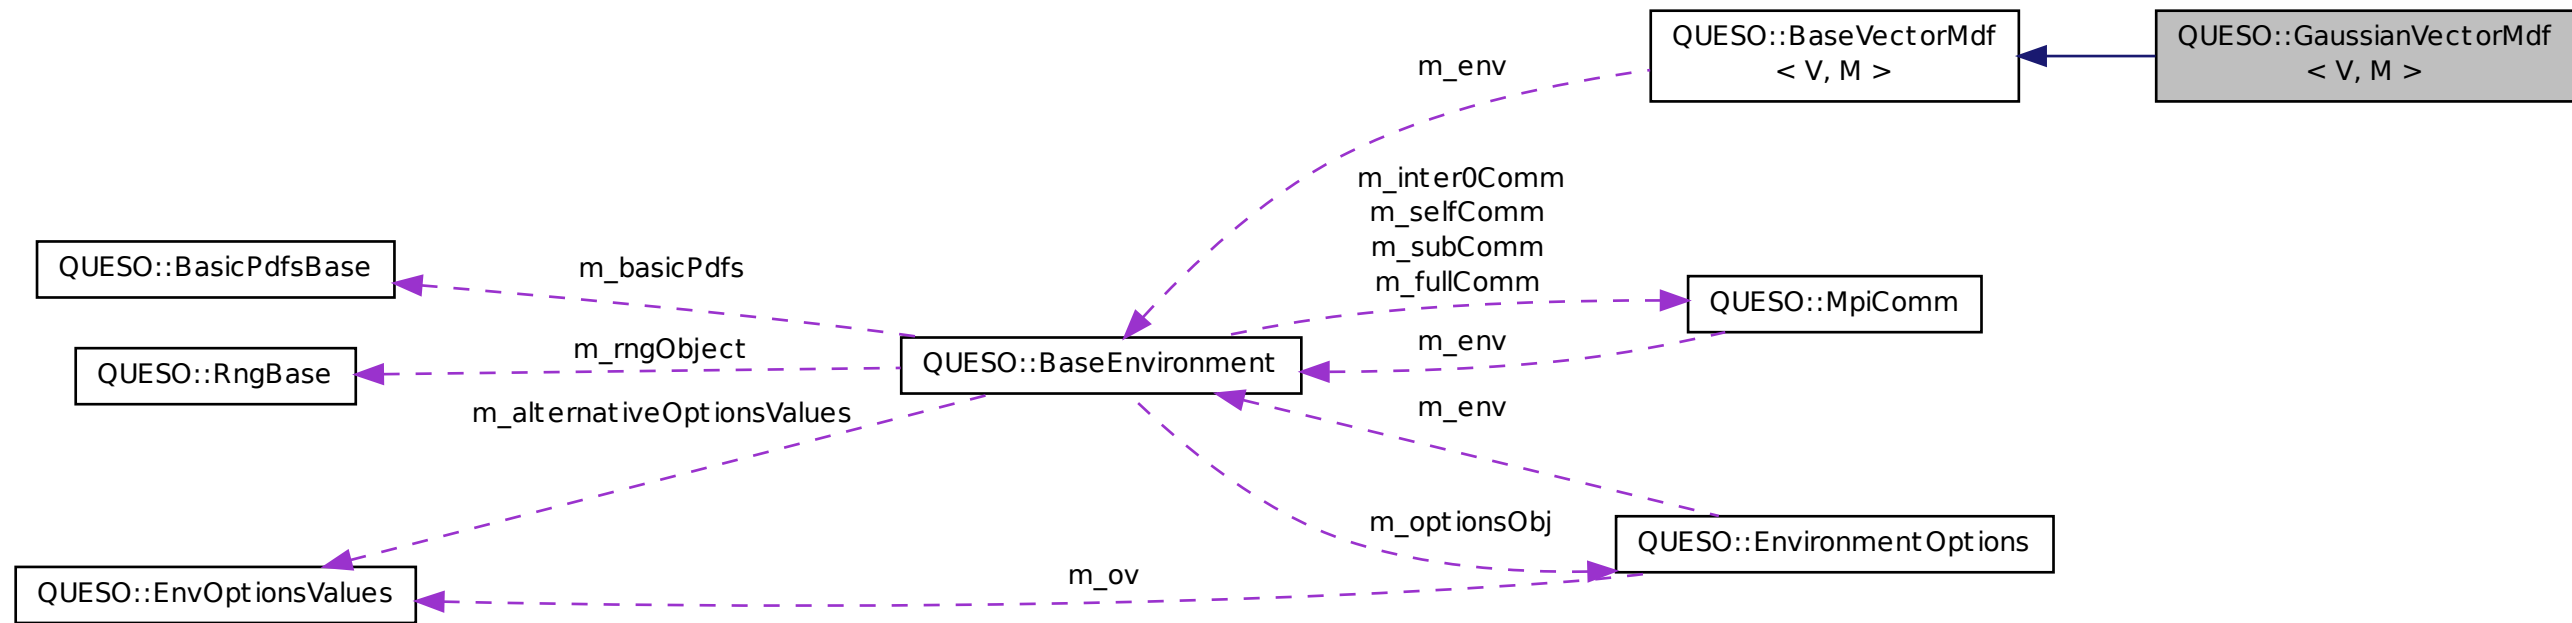 QUESO::BaseVectorMdf
< V, M >
QUESO::GaussianVectorMdf
< V, M >
m_env
m_inter0Comm
m_selfComm
m_subComm
m_fullComm
QUESO::BasicPdfsBase
m_basicPdfs
QUESO::MpiComm
QUESO::RngBase
m_rngObject
QUESO::BaseEnvironment
m_env
m_alternativeOptionsValues
m_env
m_optionsObj
QUESO::EnvironmentOptions
QUESO::EnvOptionsValues
m_ov